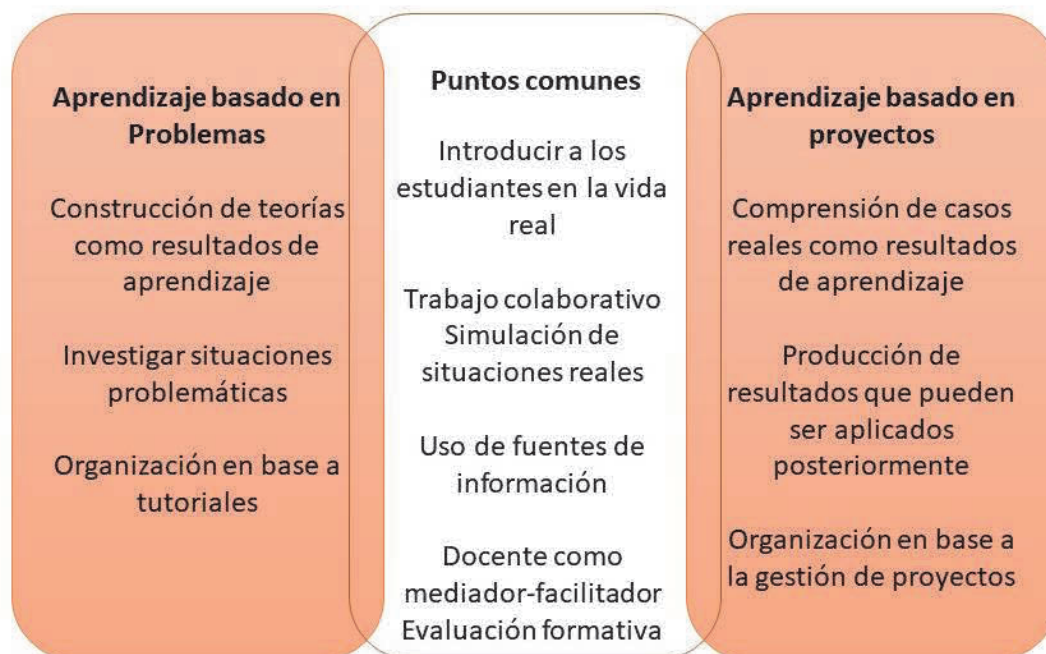 Aprendizaje basado en
Problemas
Construcción de teorías
como resultados de
aprendizaje
Investigar situaciones
problemáticas
Organización en base a
tutoriales
Puntos comunes
Introducir a los
estudiantes en la vida
real
Trabajo colaborativo
Simulación de
situaciones reales
Uso de fuentes de
información
Docente como
mediador-facilitador
Evaluación formativa
Aprendizaje basado en
proyectos
Comprensión de casos
reales como resultados
de aprendizaje
Producción de
resultados que pueden
ser aplicados
posteriormente
Organización en base a
la gestión de proyectos